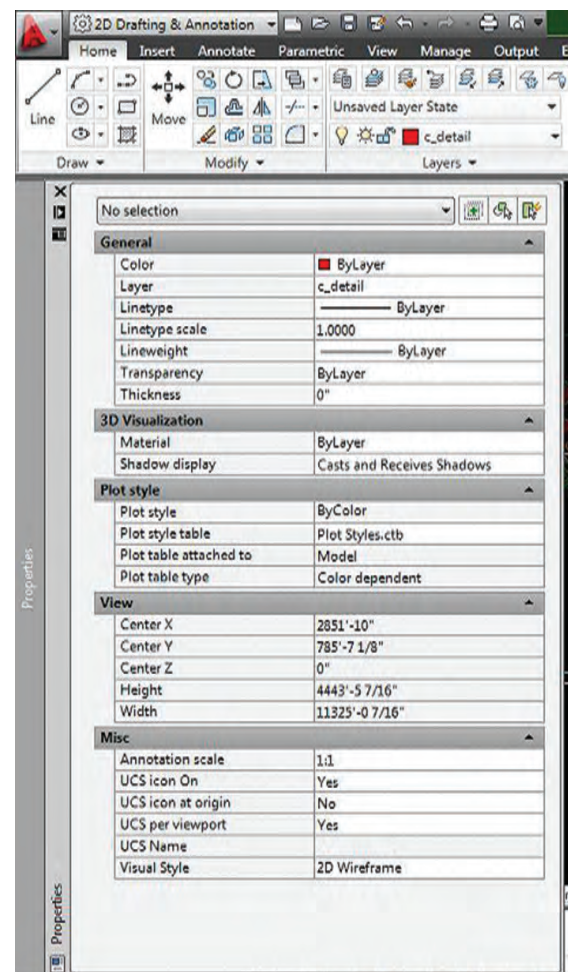 2D Drafting & Annotation
Home Insert Annotate Parametric View Manage Output
Line
Move
Unsaved Layer State
c_detail
Draw Modify Layers
No selection
General
Color ByLayer
Layer c_detail
Linetype ByLayer
Linetype scale 1.0000
Lineweight ByLayer
Transparency ByLayer
Thickness 0"
3D Visualization
Material ByLayer
Shadow display Casts and Receives Shadows
Plot style
Plot style ByColor
Plot style table Plot Styles.ctb
Plot table attached to Model
Plot table type Color dependent
View
Center X 2851'-10"
Center Y 785'-7 1/8"
Center Z 0"
Height 4443'-5 7/16"
Width 11325'-0 7/16"
Misc
Annotation scale 1:1
UCS icon On Yes
UCS icon at origin No
UCS per viewport Yes
UCS Name
Visual Style 2D Wireframe
Properties
Properties